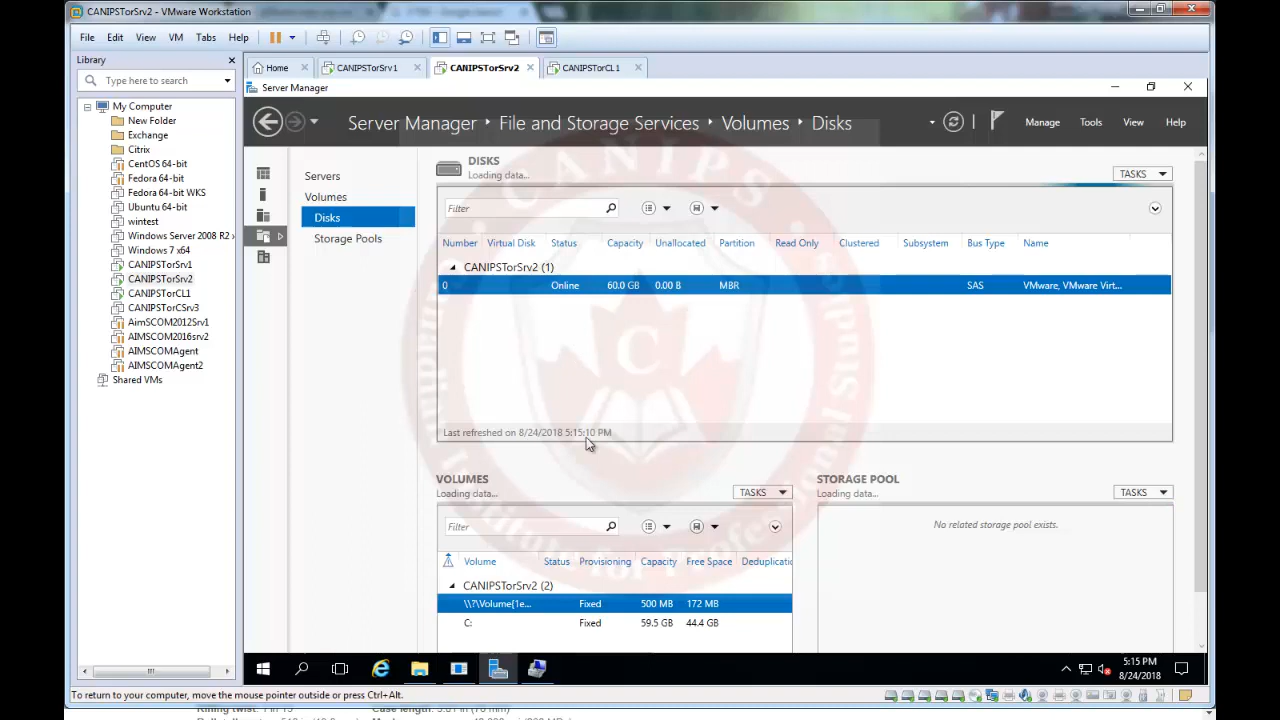 CANIPSTorSrv2 - VMware Workstation
File Edit View VM Tabs Help
Library
Type here to search
My Computer
New Folder
Exchange
Citrix
CentOS 64-bit
Fedora 64-bit
Fedora 64-bit WKS
Ubuntu 64-bit
wintest
Windows Server 2008 R2
Windows 7 x64
CANIPSTorSrv1
CANIPSTorSrv2
CANIPSTorCL1
CANIPSTorCSrv3
AimSCOM2012Srv1
AIMSCOM2016srv2
AIMSCOMAgent
AIMSCOMAgent2
Shared VMs
Home CANIPSTorSrv1 CANIPSTorSrv2 CANIPSTorCL1
Server Manager
Server Manager File and Storage Services Volumes Disks
Manage Tools View Help
Servers
Volumes
Disks
Storage Pools
DISKS
Loading data...
TASKS
Filter
Number Virtual Disk Status Capacity Unallocated Partition Read Only Clustered Subsystem Bus Type Name
CANIPSTorSrv2 (1)
0 Online 60.0 GB 0.00 B MBR SAS VMware, VMware Virt...
Last refreshed on 8/24/2018 5:15:10 PM
VOLUMES
Loading data...
TASKS
Filter
Volume Status Provisioning Capacity Free Space Deduplicatic
CANIPSTorSrv2 (2)
\\?\Volume{1e... Fixed 500 MB 172 MB
C: Fixed 59.5 GB 44.4 GB
STORAGE POOL
Loading data...
TASKS
No related storage pool exists.
CANIPS
C
5:15 PM
8/24/2018
To return to your computer, move the mouse pointer outside or press Ctrl+Alt.